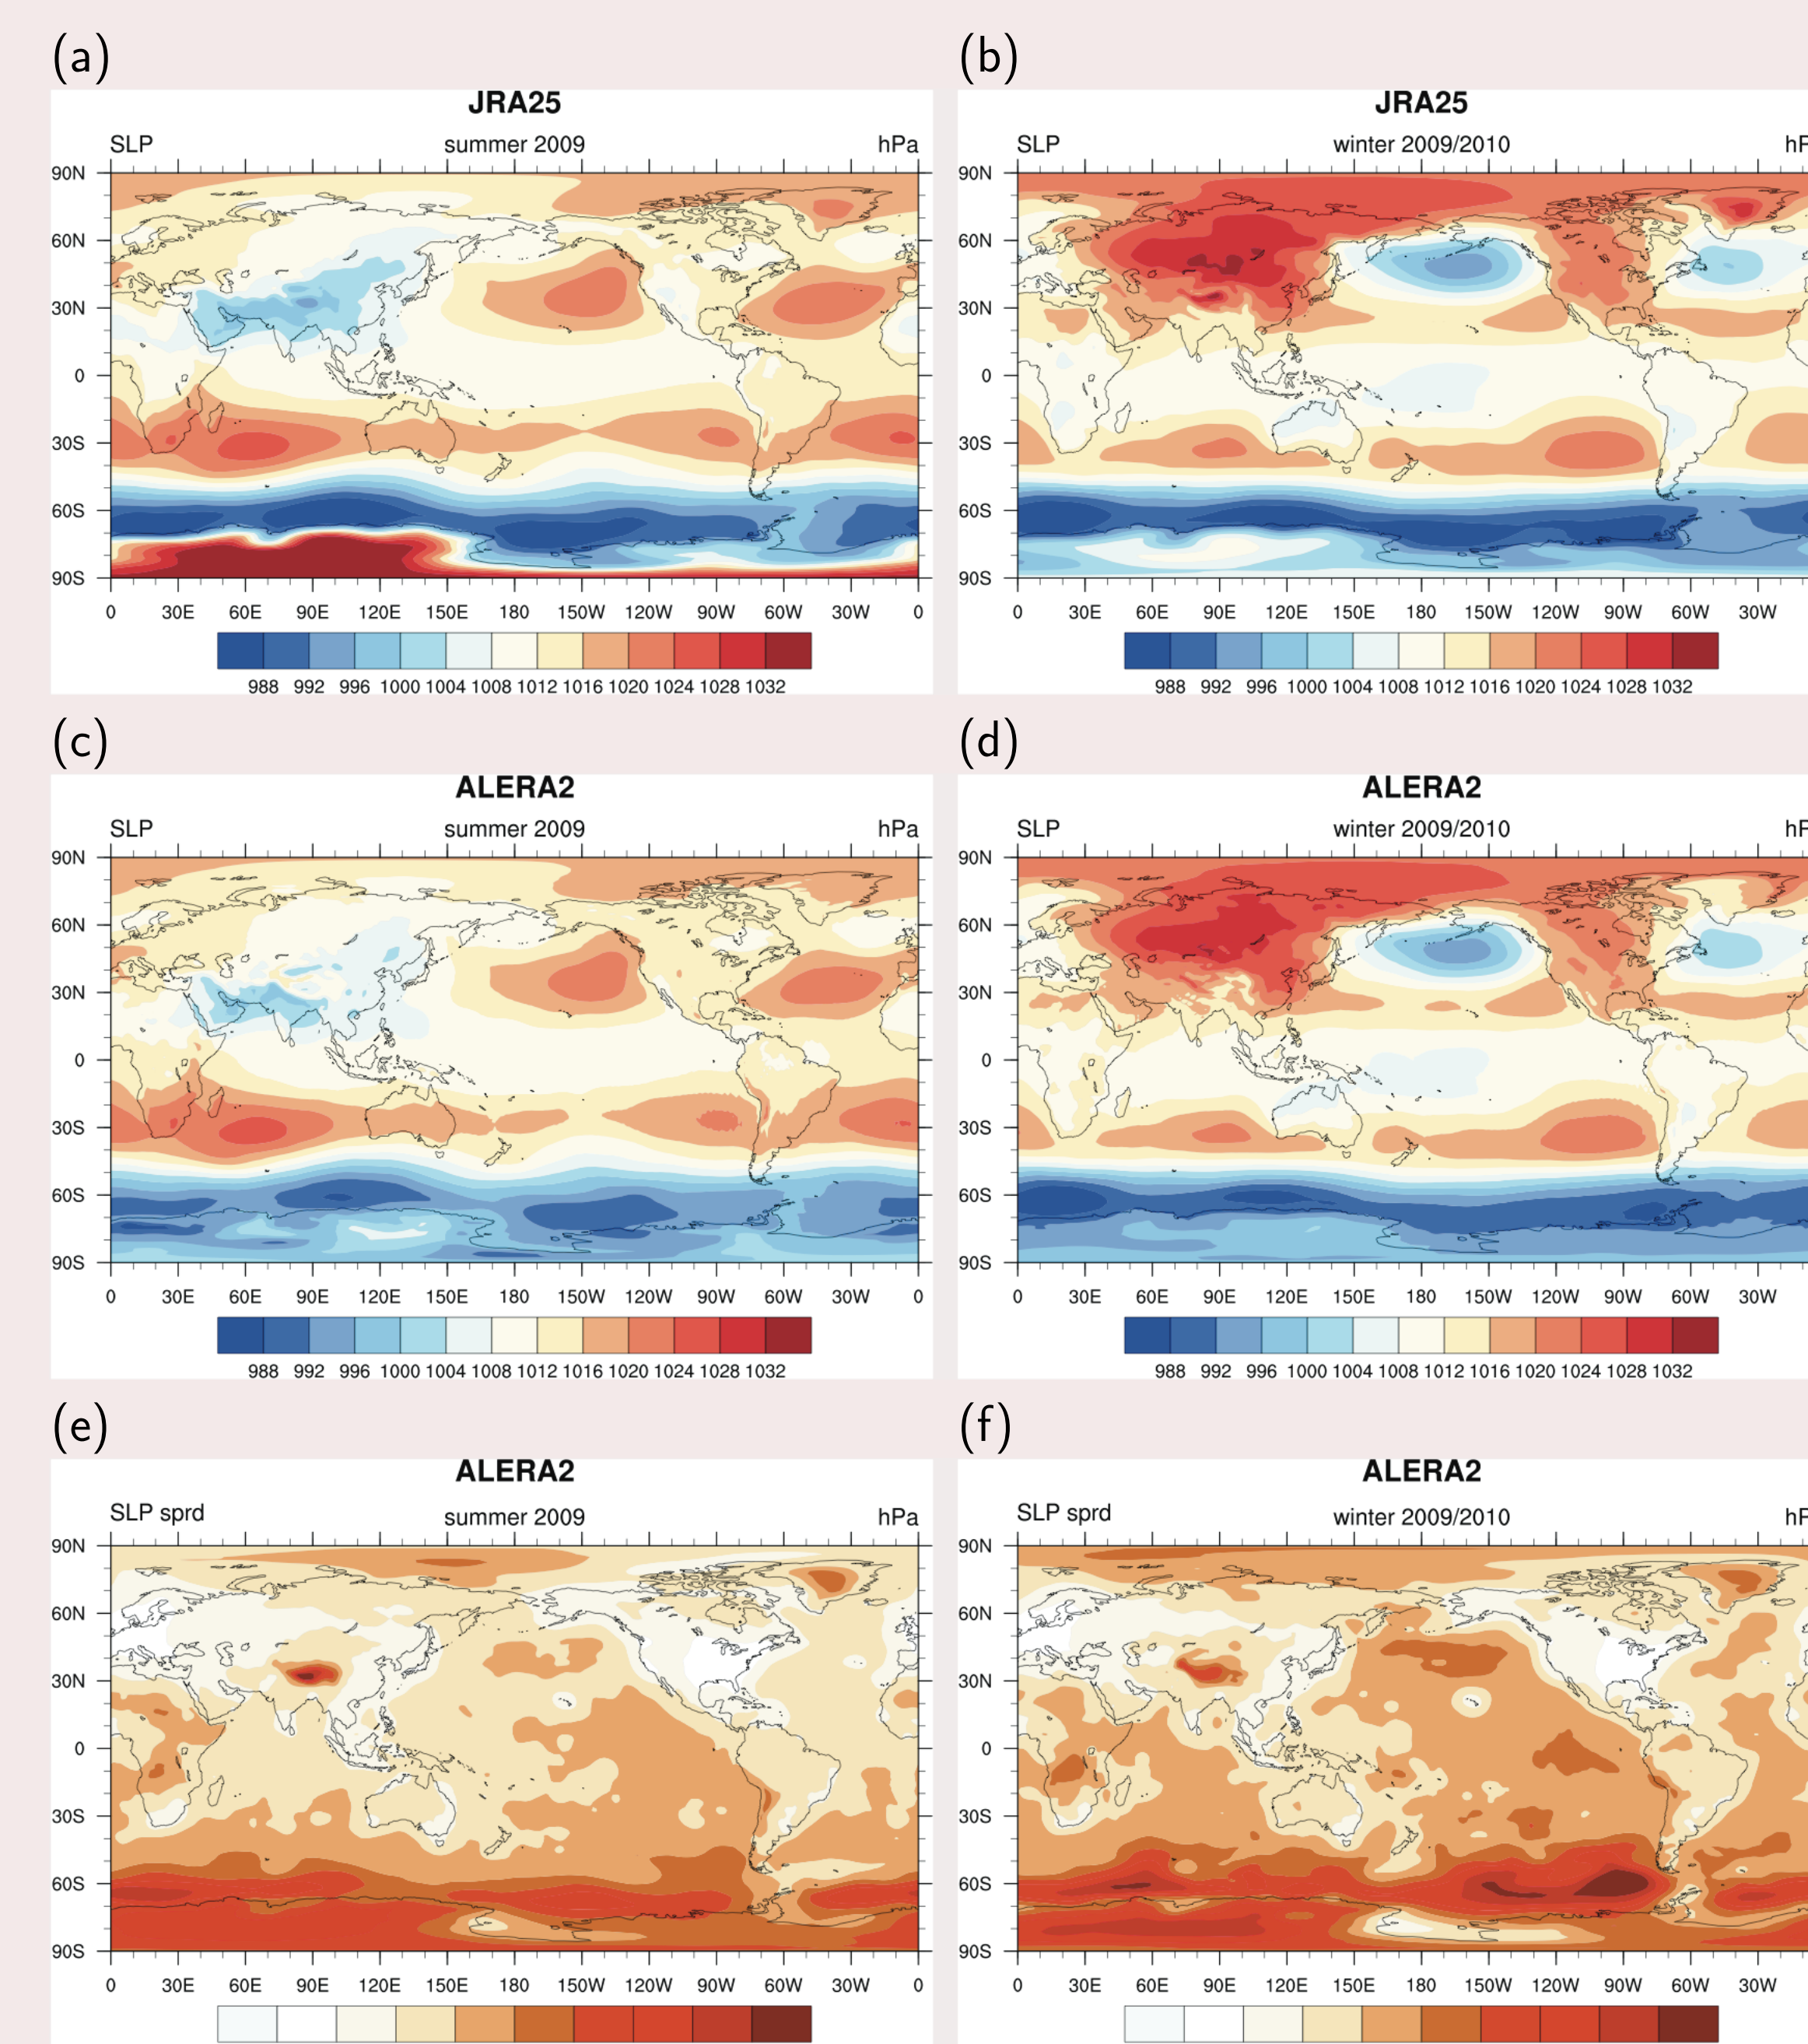 (a)
JRA25
SLP summer 2009 hPa
90N
60N
30N
0
30S
60S
90S
0 30E 60E 90E 120E 150E 180 150W 120W 90W 60W 30W 0
988 992 996 1000 1004 1008 1012 1016 1020 1024 1028 1032
(b)
JRA25
SLP winter 2009/2010
90N
60N
30N
0
30S
60S
90S
0 30E 60E 90E 120E 150E 180 150W 120W 90W 60W 30W
988 992 996 1000 1004 1008 1012 1016 1020 1024 1028 1032
(c)
ALERA2
SLP summer 2009 hPa
90N
60N
30N
0
30S
60S
90S
0 30E 60E 90E 120E 150E 180 150W 120W 90W 60W 30W 0
988 992 996 1000 1004 1008 1012 1016 1020 1024 1028 1032
(d)
ALERA2
SLP winter 2009/2010
90N
60N
30N
0
30S
60S
90S
0 30E 60E 90E 120E 150E 180 150W 120W 90W 60W 30W
988 992 996 1000 1004 1008 1012 1016 1020 1024 1028 1032
(e)
ALERA2
SLP sprd summer 2009 hPa
90N
60N
30N
0
30S
60S
90S
0 30E 60E 90E 120E 150E 180 150W 120W 90W 60W 30W 0
(f)
ALERA2
SLP sprd winter 2009/2010
90N
60N
30N
0
30S
60S
90S
0 30E 60E 90E 120E 150E 180 150W 120W 90W 60W 30W